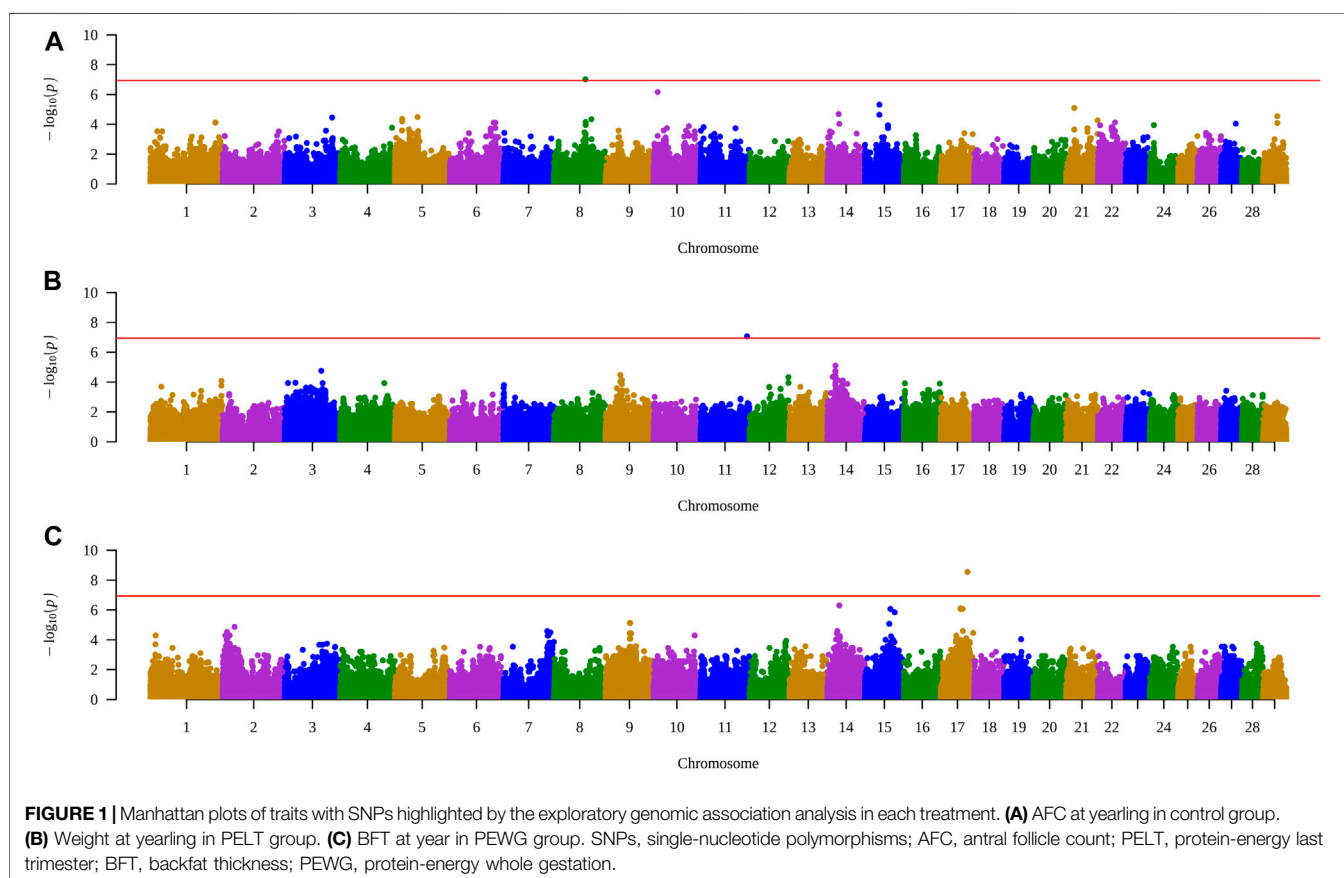 A
10
8
6
4
2
0
− log₁₀(p)
1 2 3 4 5 6 7 8 9 10 11 12 13 14 15 16 17 18 19 20 21 22 24 26 28
Chromosome
B
10
8
6
4
2
0
− log₁₀(p)
1 2 3 4 5 6 7 8 9 10 11 12 13 14 15 16 17 18 19 20 21 22 24 26 28
Chromosome
C
10
8
6
4
2
0
− log₁₀(p)
1 2 3 4 5 6 7 8 9 10 11 12 13 14 15 16 17 18 19 20 21 22 24 26 28
Chromosome
FIGURE 1 | Manhattan plots of traits with SNPs highlighted by the exploratory genomic association analysis in each treatment. (A) AFC at yearling in control group.
(B) Weight at yearling in PELT group. (C) BFT at year in PEWG group. SNPs, single-nucleotide polymorphisms; AFC, antral follicle count; PELT, protein-energy last
trimester; BFT, backfat thickness; PEWG, protein-energy whole gestation.